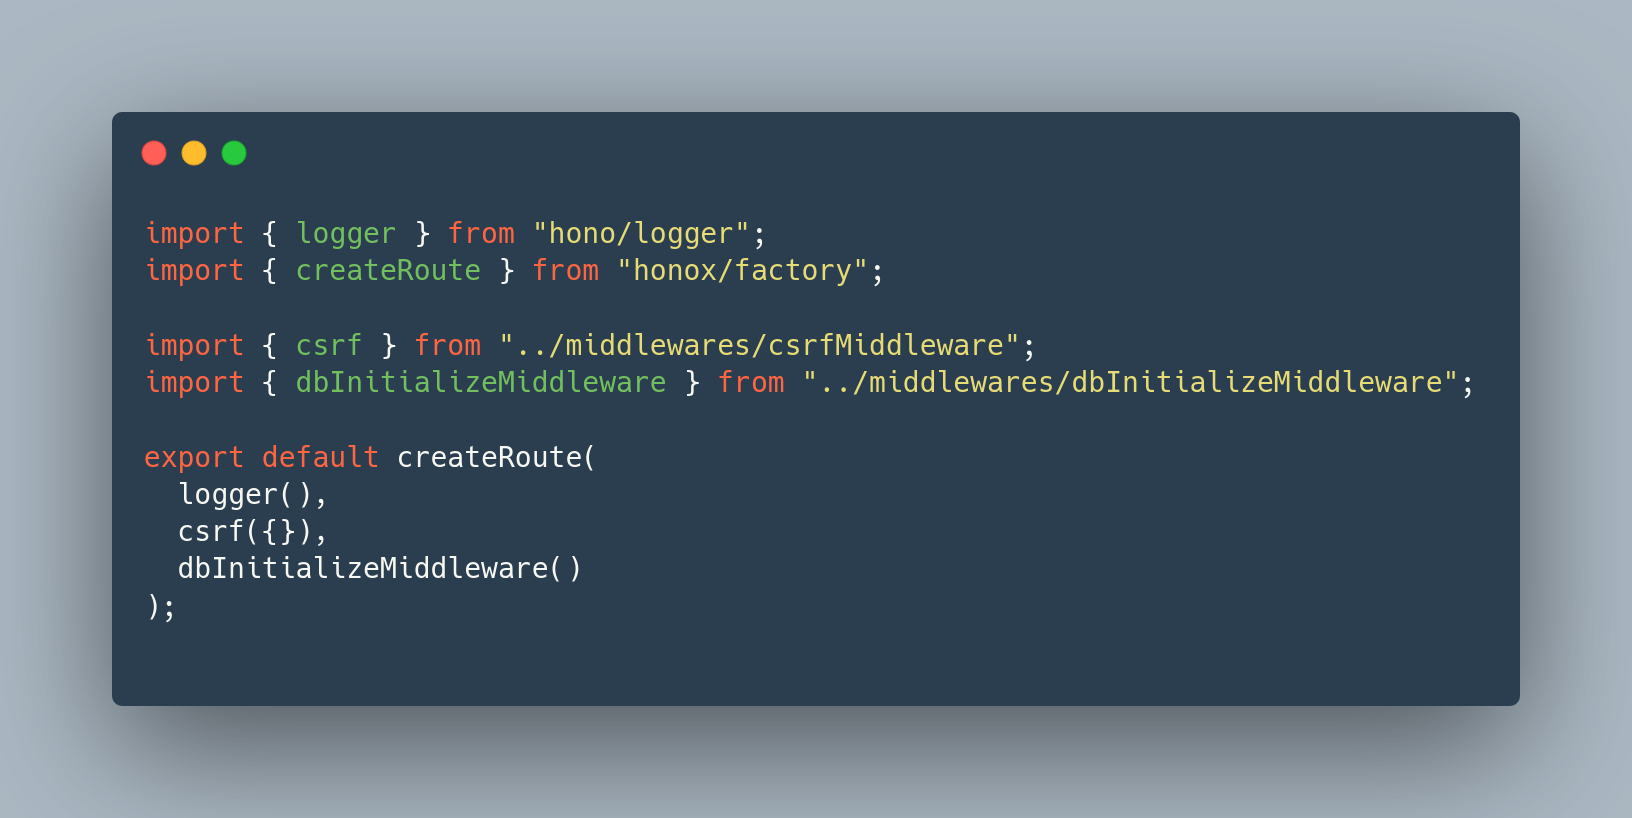 import { logger } from "hono/logger";
import { createRoute } from "honox/factory";

import { csrf } from "../middlewares/csrfMiddleware";
import { dbInitializeMiddleware } from "../middlewares/dbInitializeMiddleware";

export default createRoute(
  logger(),
  csrf({}),
  dbInitializeMiddleware()
);